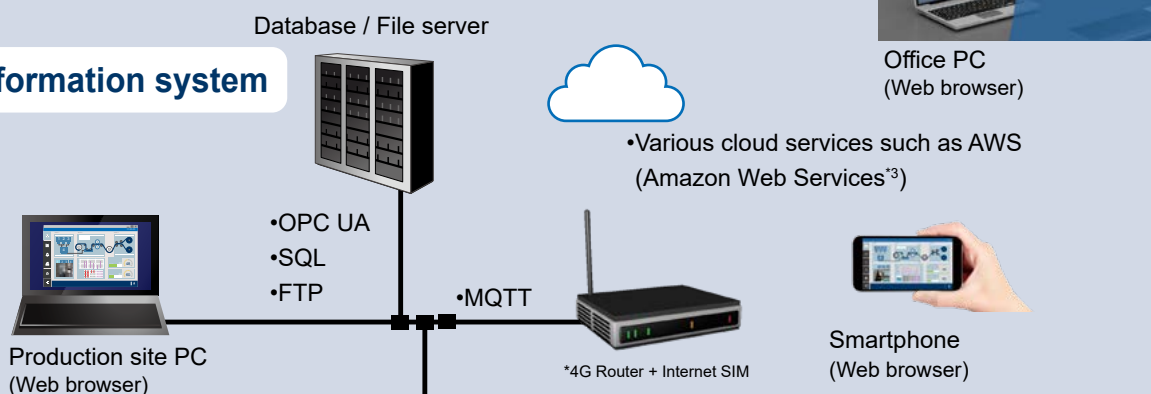 Database / File server
formation system
Office PC
(Web browser)
•Various cloud services such as AWS
(Amazon Web Services*3)
•OPC UA
•SQL
•FTP
•MQTT
Production site PC
(Web browser)
*4G Router + Internet SIM
Smartphone
(Web browser)